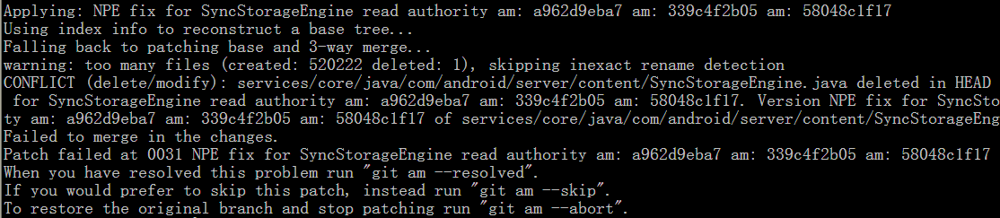 Applying: NPE fix for SyncStorageEngine read authority am: a962d9eba7 am: 339c4f2b05 am: 58048c1f17
Using index info to reconstruct a base tree...
Falling back to patching base and 3-way merge...
warning: too many files (created: 520222 deleted: 1), skipping inexact rename detection
CONFLICT (delete/modify): services/core/java/com/android/server/content/SyncStorageEngine.java deleted in HEAD
 for SyncStorageEngine read authority am: a962d9eba7 am: 339c4f2b05 am: 58048c1f17. Version NPE fix for SyncSto
ty am: a962d9eba7 am: 339c4f2b05 am: 58048c1f17 of services/core/java/com/android/server/content/SyncStorageEng
Failed to merge in the changes.
Patch failed at 0031 NPE fix for SyncStorageEngine read authority am: a962d9eba7 am: 339c4f2b05 am: 58048c1f17
When you have resolved this problem run "git am --resolved".
If you would prefer to skip this patch, instead run "git am --skip".
To restore the original branch and stop patching run "git am --abort".